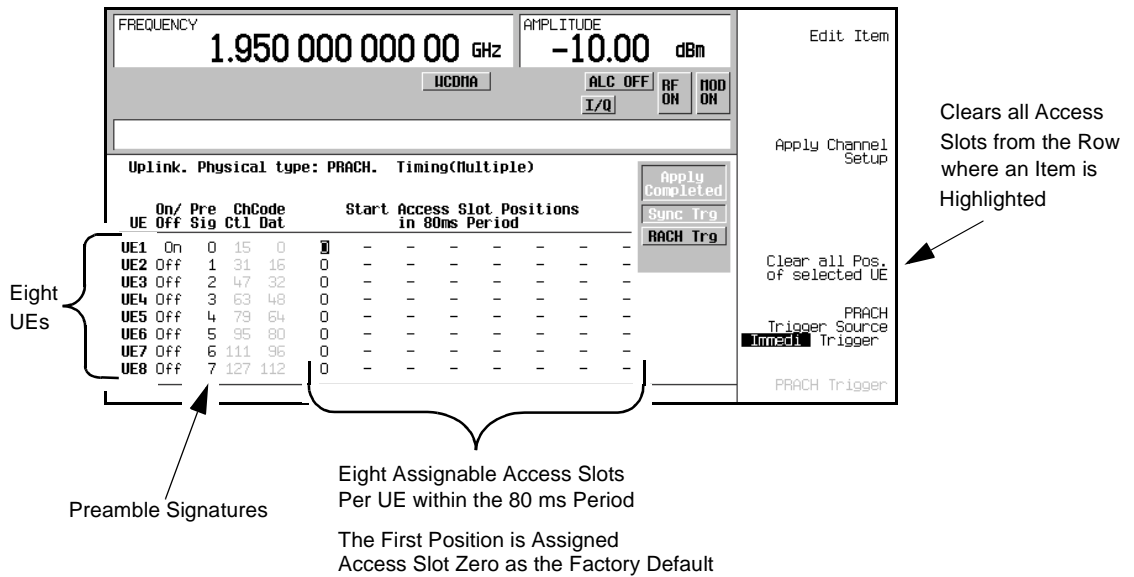 FREQUENCY
1.950 000 000 00 GHz
AMPLITUDE
-10.00 dBm
WCDMA
ALC OFF
I/Q
RF ON
MOD ON
Uplink. Physical type: PRACH. Timing(Multiple)
Apply Completed
Sync Trg
RACH Trg
On/ Pre ChCode Start Access Slot Positions
UE Off Sig Ctl Dat in 80ms Period
UE1 On 0 15 0 0 - - - - - - -
UE2 Off 1 31 16 0 - - - - - - -
UE3 Off 2 47 32 0 - - - - - - -
UE4 Off 3 63 48 0 - - - - - - -
UE5 Off 4 79 64 0 - - - - - - -
UE6 Off 5 95 80 0 - - - - - - -
UE7 Off 6 111 96 0 - - - - - - -
UE8 Off 7 127 112 0 - - - - - - -
Edit Item
Apply Channel
Setup
Clear all Pos.
of selected UE
PRACH
Trigger Source
Immedi Trigger
PRACH Trigger
Clears all Access
Slots from the Row
where an Item is
Highlighted
Eight
UEs
Preamble Signatures
Eight Assignable Access Slots
Per UE within the 80 ms Period
The First Position is Assigned
Access Slot Zero as the Factory Default